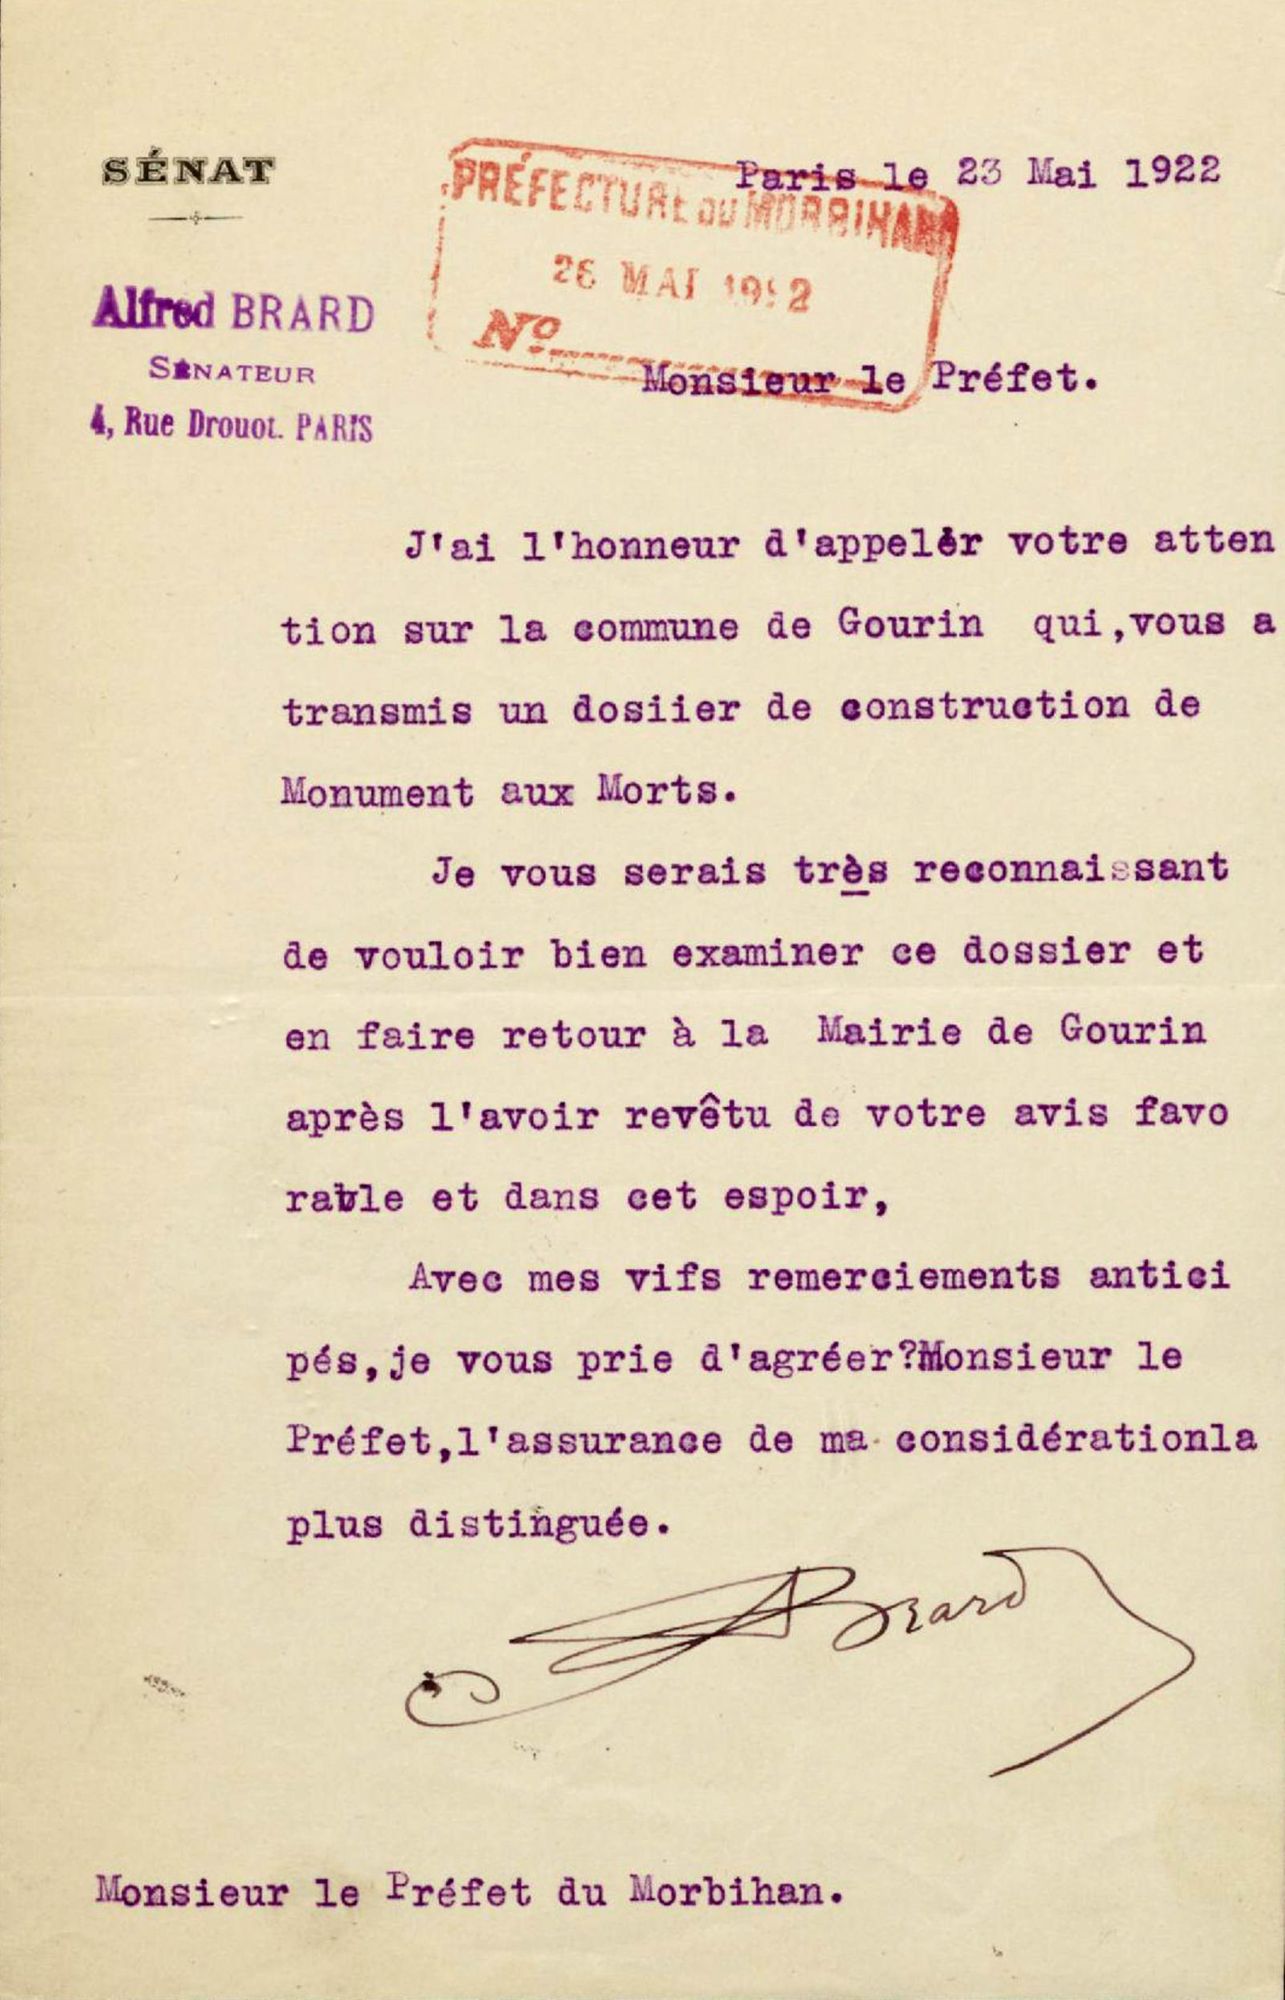 SÉNAT
Paris le 23 Mai 1922
PRÉFECTURE DU MORBIHAN
26 MAI 1922
Nº
Alfred BRARD
SÉNATEUR
4, Rue Drouot. PARIS
Monsieur le Préfet.
J'ai l'honneur d'appeler votre atten
tion sur la commune de Gourin qui,vous a
transmis un dosiier de construction de
Monument aux Morts.
Je vous serais très reconnaissant
de vouloir bien examiner ce dossier et
en faire retour à la Mairie de Gourin
après l'avoir revêtu de votre avis favo
rable et dans cet espoir,
Avec mes vifs remerciements antici
pés,je vous prie d'agréer?Monsieur le
Préfet,l'assurance de ma considérationla
plus distinguée.
ABrard
Monsieur le Préfet du Morbihan.